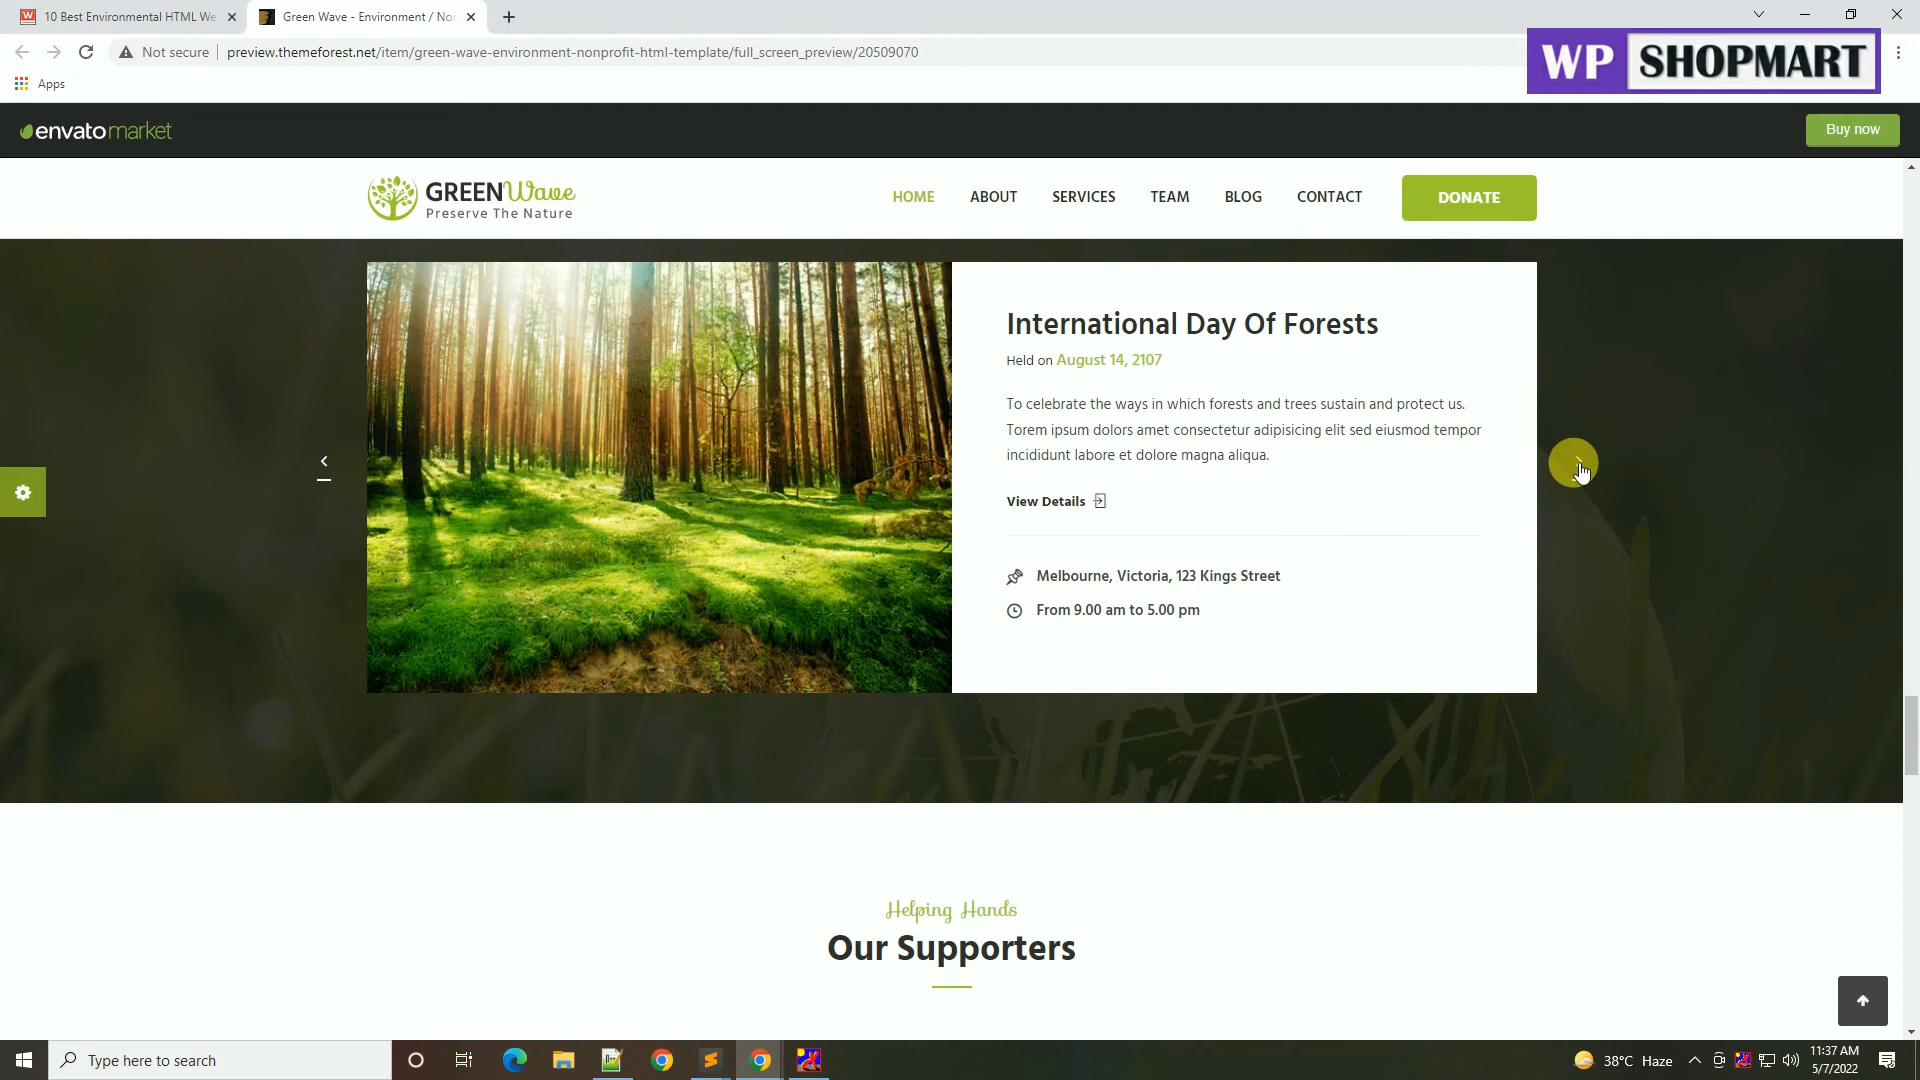 10 Best Environmental HTML We
Green Wave - Environment / Non
Not secure
preview.themeforest.net/item/green-wave-environment-nonprofit-html-template/full_screen_preview/20509070
WP SHOPMART
Apps
envato market
Buy now
GREEN Wave
Preserve The Nature
HOME
ABOUT
SERVICES
TEAM
BLOG
CONTACT
DONATE
International Day Of Forests
Held on August 14, 2107
To celebrate the ways in which forests and trees sustain and protect us.
Torem ipsum dolors amet consectetur adipisicing elit sed eiusmod tempor
incididunt labore et dolore magna aliqua.
View Details
Melbourne, Victoria, 123 Kings Street
From 9.00 am to 5.00 pm
Helping Hands
Our Supporters
Type here to search
38°C Haze
11:37 AM
5/7/2022